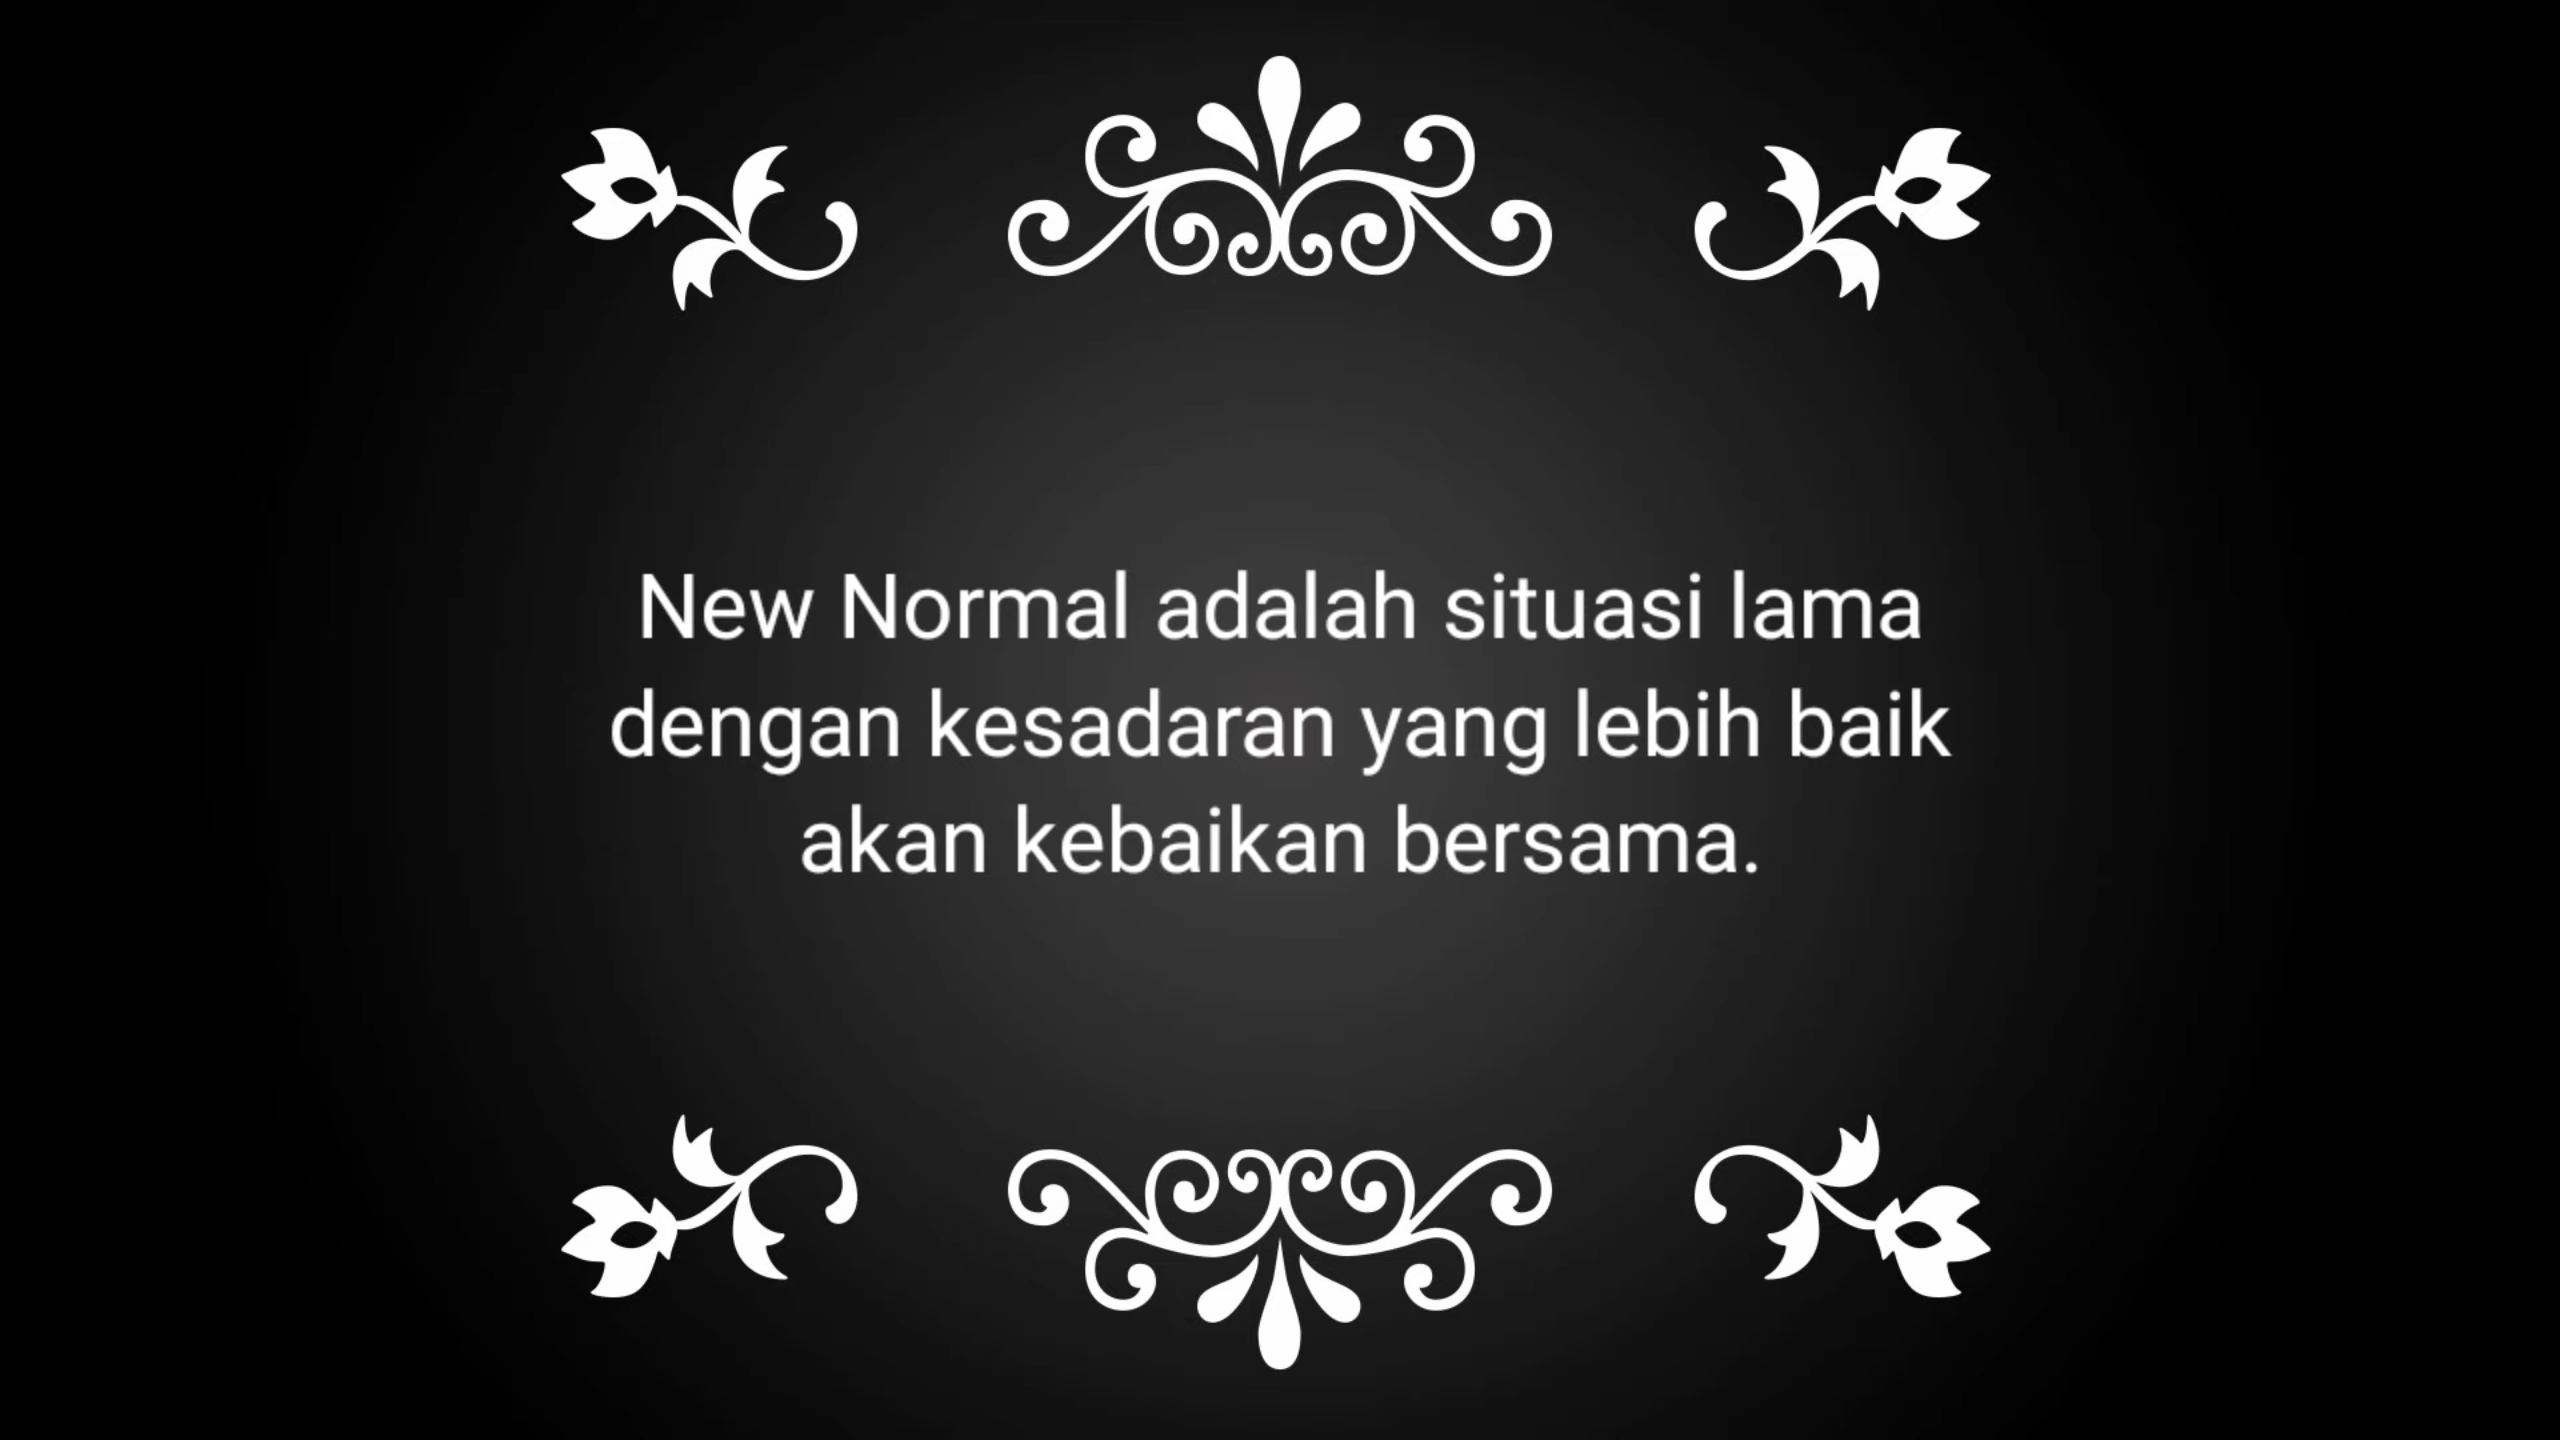 New Normal adalah situasi lama
dengan kesadaran yang lebih baik
akan kebaikan bersama.